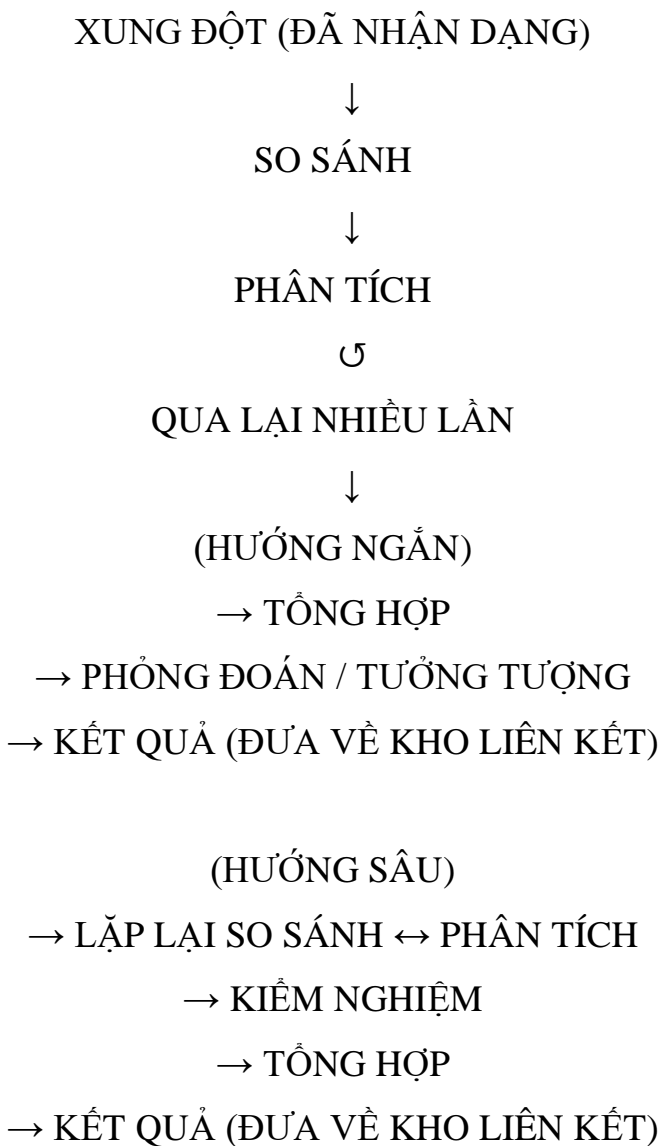 XUNG ĐỘT (ĐÃ NHẬN DẠNG)
↓
SO SÁNH
↓
PHÂN TÍCH
↺
QUA LẠI NHIỀU LẦN
↓
(HƯỚNG NGẮN)
→ TỔNG HỢP
→ PHỎNG ĐOÁN / TƯỞNG TƯỢNG
→ KẾT QUẢ (ĐƯA VỀ KHO LIÊN KẾT)
(HƯỚNG SÂU)
→ LẶP LẠI SO SÁNH ↔ PHÂN TÍCH
→ KIỂM NGHIỆM
→ TỔNG HỢP
→ KẾT QUẢ (ĐƯA VỀ KHO LIÊN KẾT)